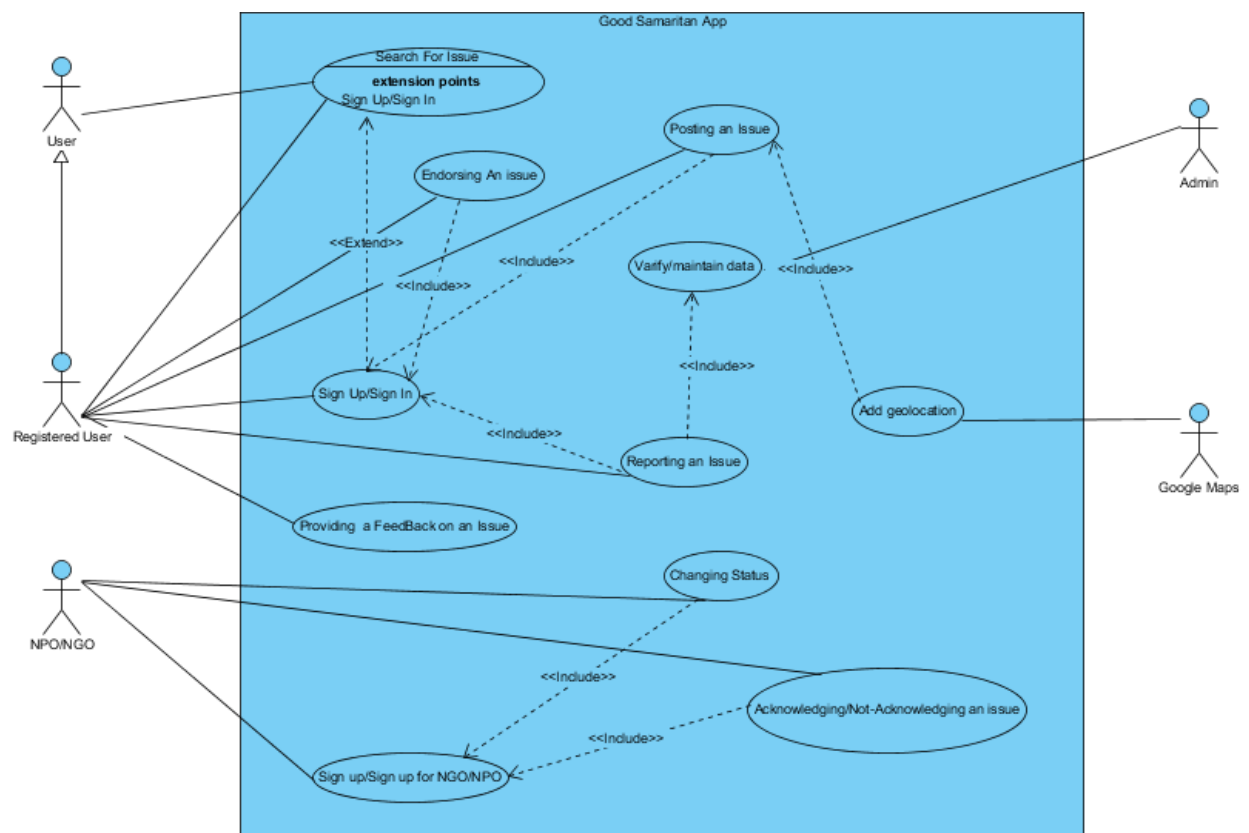 Good Samaritan App
Search For Issue
extension points
Sign Up/Sign In
User
Posting an Issue
Admin
Endorsing An issue
<<Extend>>
<<Include>>
<<Include>>
Varify/maintain data
<<Include>>
<<Include>>
Sign Up/Sign In
Add geolocation
Registered User
<<Include>>
Reporting an Issue
Google Maps
Providing a FeedBack on an Issue
Changing Status
NPO/NGO
<<Include>>
Acknowledging/Not-Acknowledging an issue
<<Include>>
Sign up/Sign up for NGO/NPO